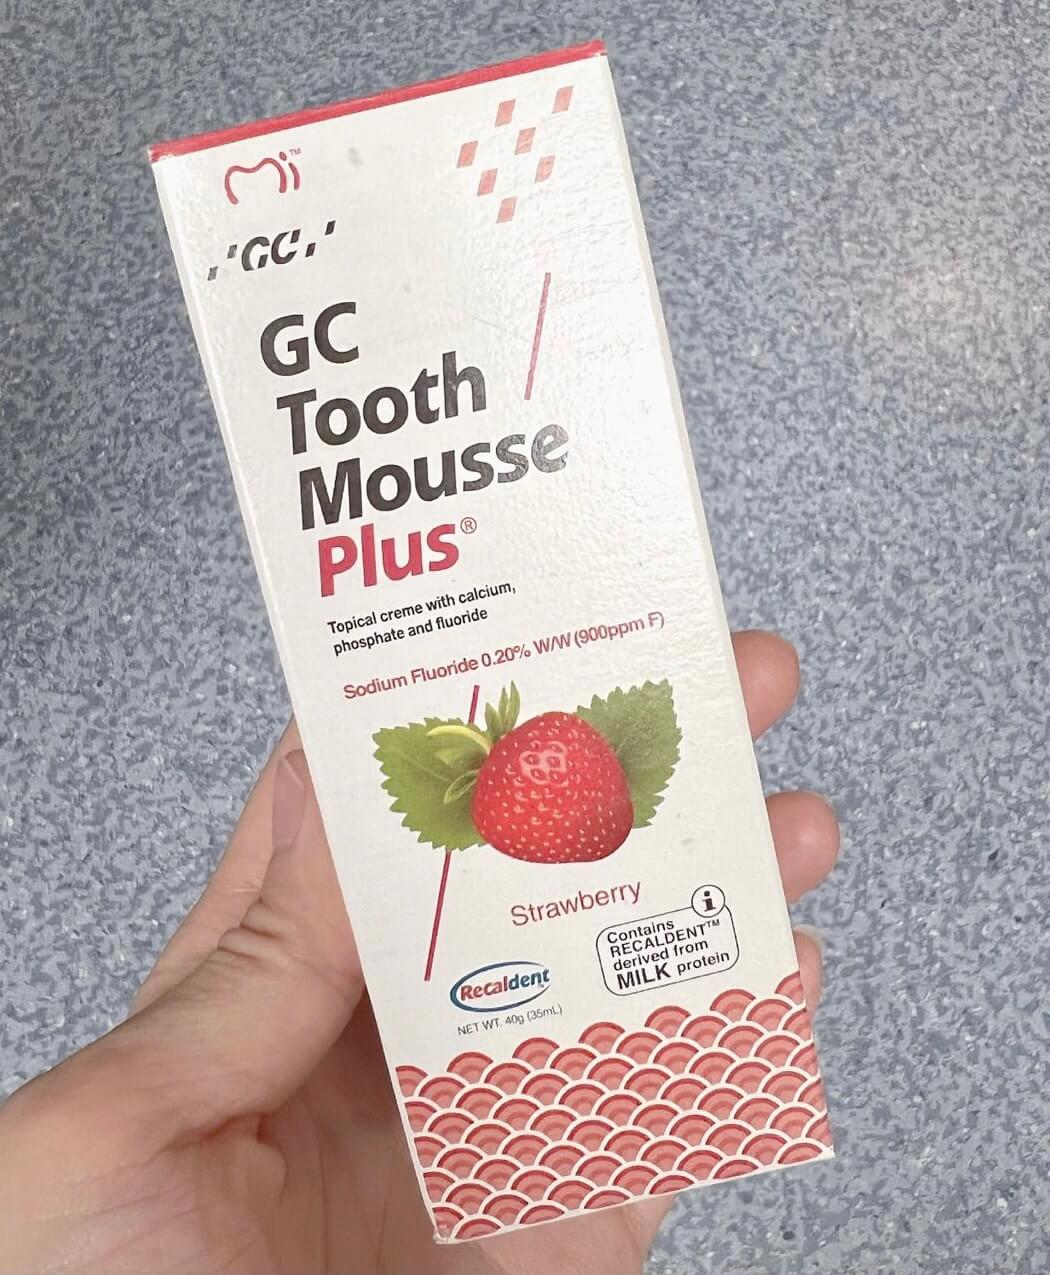 Mi™
GC
GC
Tooth
Mousse
Plus®
Topical creme with calcium,
phosphate and fluoride
Sodium Fluoride 0.20% W/W (900ppm F)
Strawberry
i
Contains
RECALDENT™
derived from
MILK protein
Recaldent
NET WT. 40g (35mL)